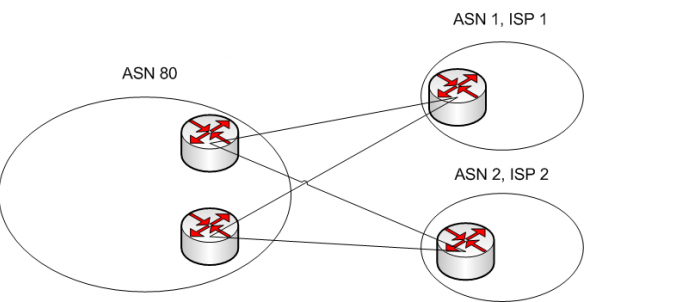 ASN 1, ISP 1
ASN 80
ASN 2, ISP 2